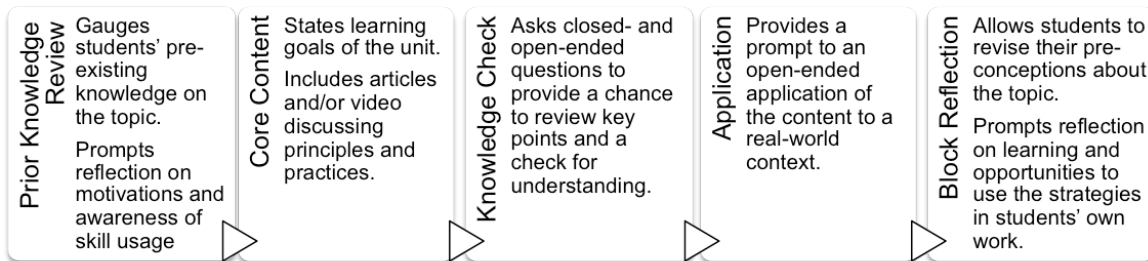 Prior Knowledge
Review
Gauges
students’ pre-
existing
knowledge on
the topic.
Prompts
reflection on
motivations and
awareness of
skill usage
Core Content
States learning
goals of the unit.
Includes articles
and/or video
discussing
principles and
practices.
Knowledge Check
Asks closed- and
open-ended
questions to
provide a chance
to review key
points and a
check for
understanding.
Application
Provides a
prompt to an
open-ended
application of
the content to a
real-world
context.
Block Reflection
Allows students to
revise their pre-
conceptions about
the topic.
Prompts reflection
on learning and
opportunities to
use the strategies
in students’ own
work.